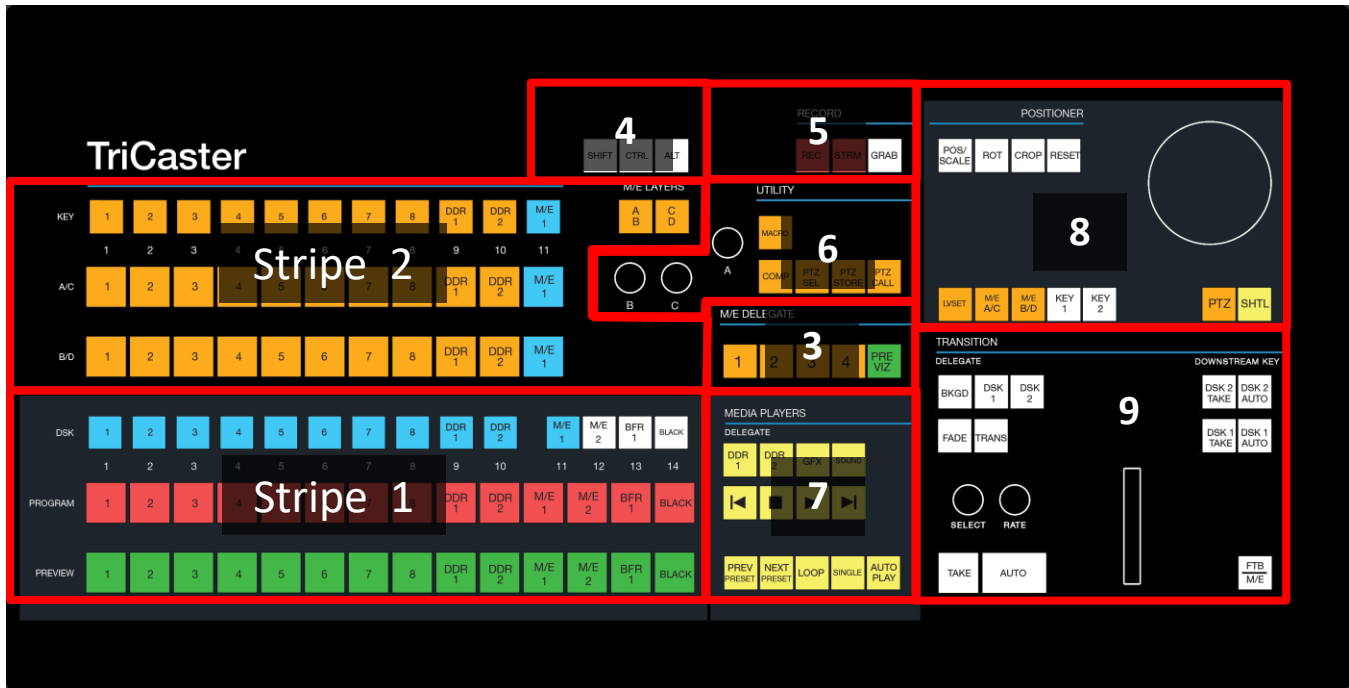 4
5
RECORD
SHIFT CTRL ALT
REC STRM GRAB
POSITIONER
POS/SCALE ROT CROP RESET
8
LVSET M/E A/C M/E B/D KEY 1 KEY 2 PTZ SHTL
TriCaster
M/E LAYERS
KEY 1 2 3 4 5 6 7 8 DDR 1 DDR 2 M/E 1 A B C D
1 2 3 9 10 11
Stripe 2
A/C 1 2 3 4 5 6 7 8 DDR 1 DDR 2 M/E 1
B C
B/D 1 2 3 4 5 6 7 8 DDR 1 DDR 2 M/E 1
UTILITY
MACRO
6
A
COMP PTZ SEL PTZ STORE PTZ CALL
M/E DELEGATE
3
1 2 3 4 PRE VIZ
DSK 1 2 3 4 5 6 7 8 DDR 1 DDR 2 M/E 1 M/E 2 BFR 1 BLACK
1 2 3 4 5 6 7 8 9 10 11 12 13 14
Stripe 1
PROGRAM 1 2 3 8 DDR 1 DDR 2 M/E 1 M/E 2 BFR 1 BLACK
PREVIEW 1 2 3 4 5 6 7 8 DDR 1 DDR 2 M/E 1 M/E 2 BFR 1 BLACK
MEDIA PLAYERS
DELEGATE
DDR 1 DDR 2 GFX SOUND
7
PREV PRESET NEXT PRESET LOOP SINGLE AUTO PLAY
TRANSITION
DELEGATE DOWNSTREAM KEY
BKGD DSK 1 DSK 2 DSK 2 TAKE DSK 2 AUTO
9
FADE TRANS DSK 1 TAKE DSK 1 AUTO
SELECT RATE
TAKE AUTO FTB M/E